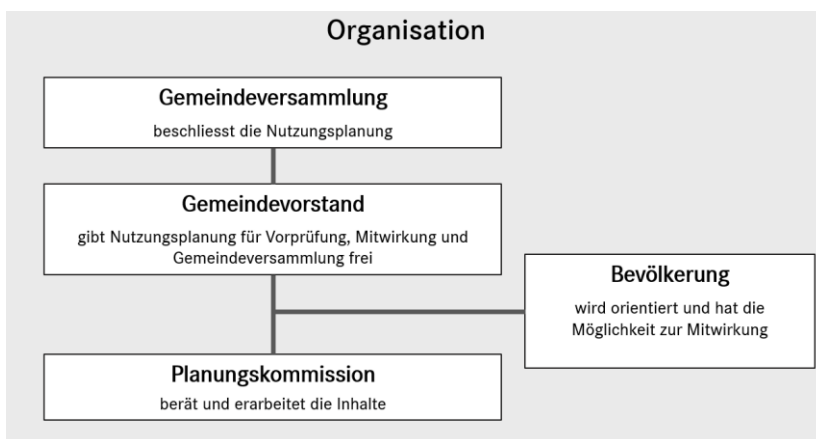 Organisation
Gemeindeversammlung
beschliesst die Nutzungsplanung
Gemeindevorstand
gibt Nutzungsplanung für Vorprüfung, Mitwirkung und
Gemeindeversammlung frei
Bevölkerung
wird orientiert und hat die
Möglichkeit zur Mitwirkung
Planungskommission
berät und erarbeitet die Inhalte